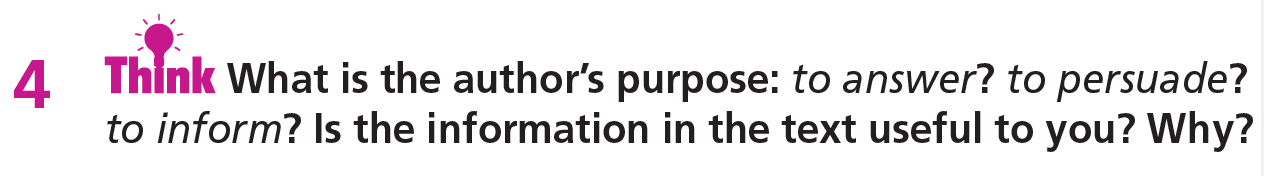 4 Think What is the author’s purpose: to answer? to persuade?
to inform? Is the information in the text useful to you? Why?